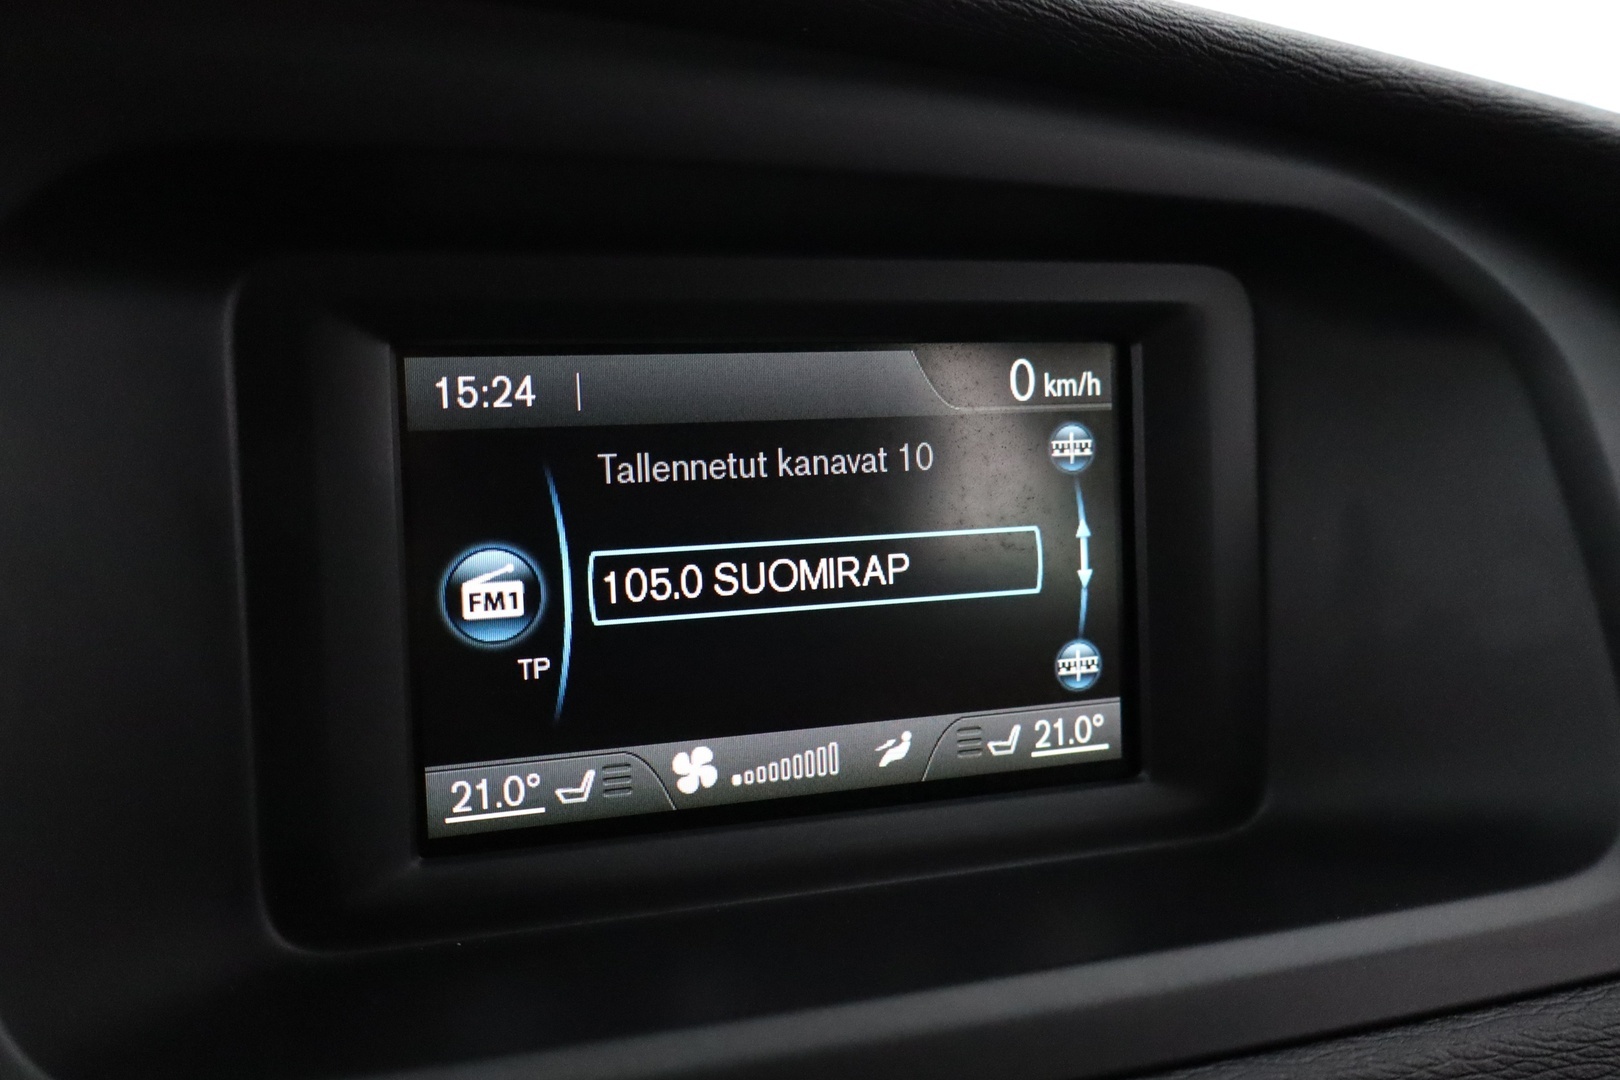 15:24
0 km/h
Tallennetut kanavat 10
105.0 SUOMIRAP
FM1
TP
21.0°
21.0°